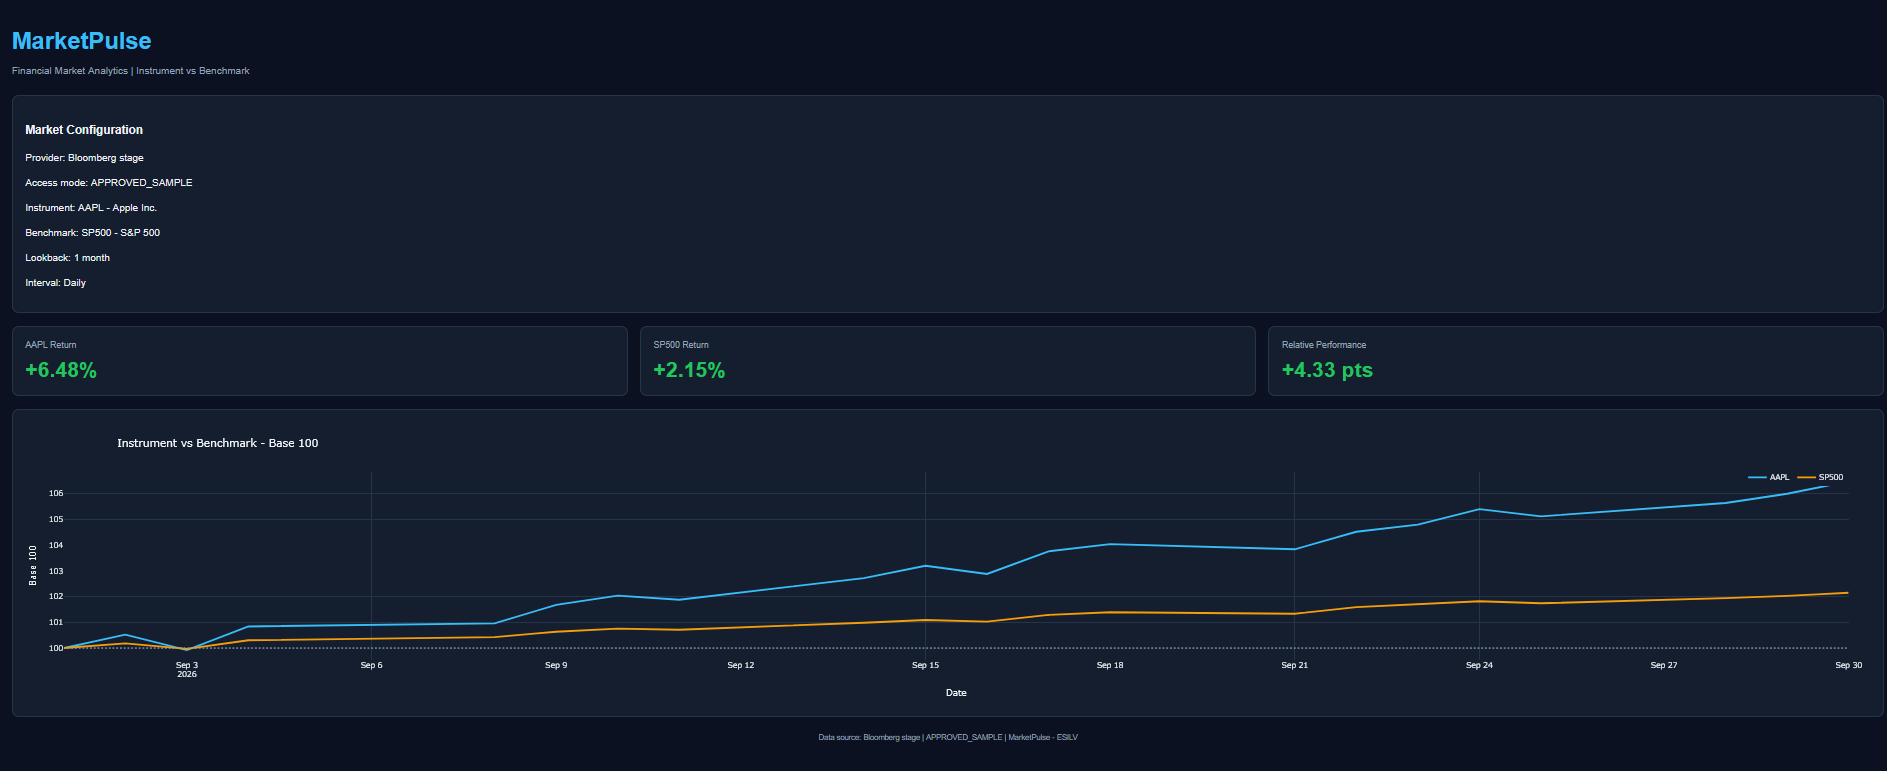 MarketPulse
Financial Market Analytics | Instrument vs Benchmark
Market Configuration
Provider: Bloomberg stage
Access mode: APPROVED_SAMPLE
Instrument: AAPL - Apple Inc.
Benchmark: SP500 - S&P 500
Lookback: 1 month
Interval: Daily
AAPL Return
+6.48%
SP500 Return
+2.15%
Relative Performance
+4.33 pts
Instrument vs Benchmark - Base 100
AAPL
SP500
106
105
104
103
102
101
100
Base 100
Sep 3
2026
Sep 6
Sep 9
Sep 12
Sep 15
Sep 18
Sep 21
Sep 24
Sep 27
Sep 30
Date
Data source: Bloomberg stage | APPROVED_SAMPLE | MarketPulse - ESILV